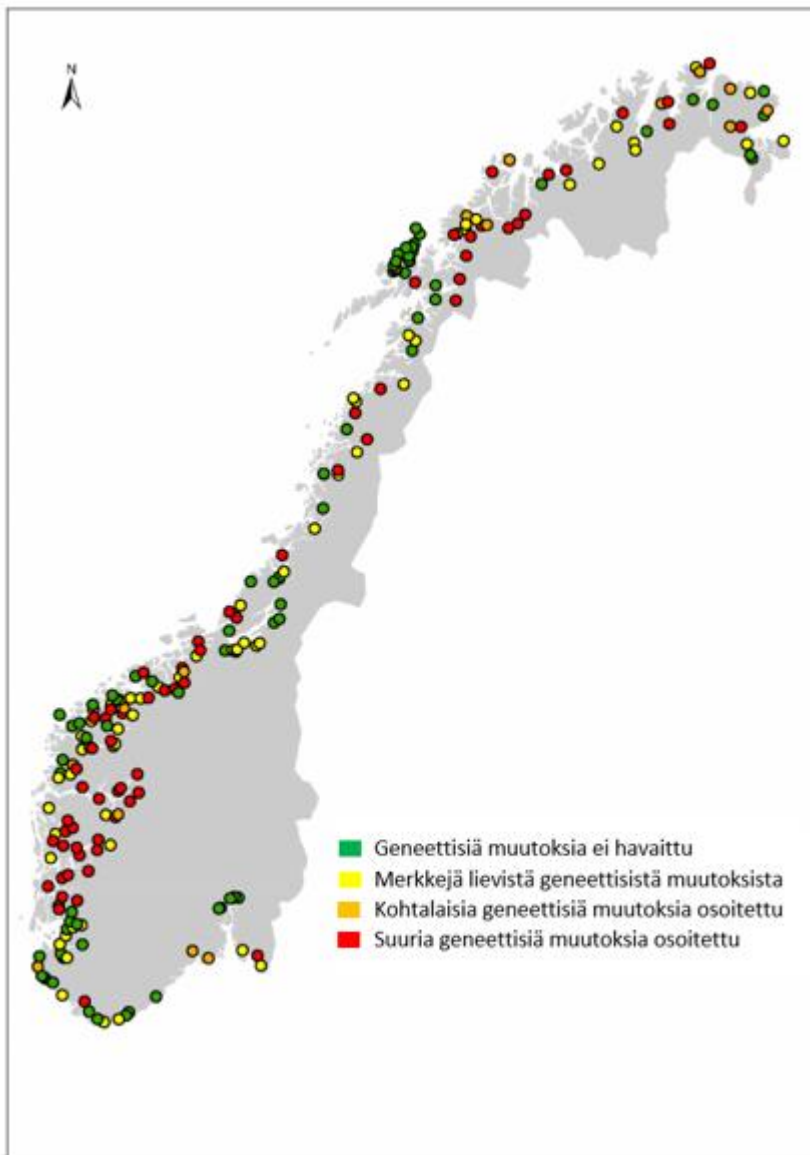 N
Geneettisiä muutoksia ei havaittu
Merkkejä lievistä geneettisistä muutoksista
Kohtalaisia geneettisiä muutoksia osoitettu
Suuria geneettisiä muutoksia osoitettu